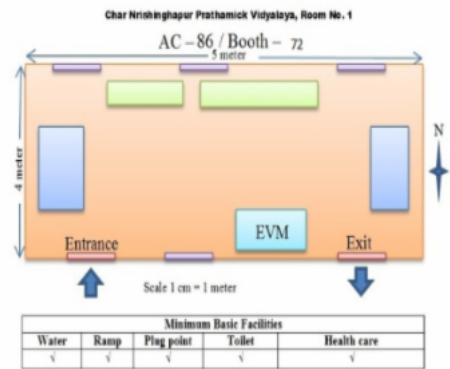 Char Nrishinghapur Prathamick Vidyalaya, Room No. 1
AC – 86 / Booth – 72
5 meter
4 meter
N
EVM
Entrance
Exit
Scale 1 cm = 1 meter
Minimum Basic Facilities
Water Ramp Plug point Toilet Health care
√ √ √ √ √